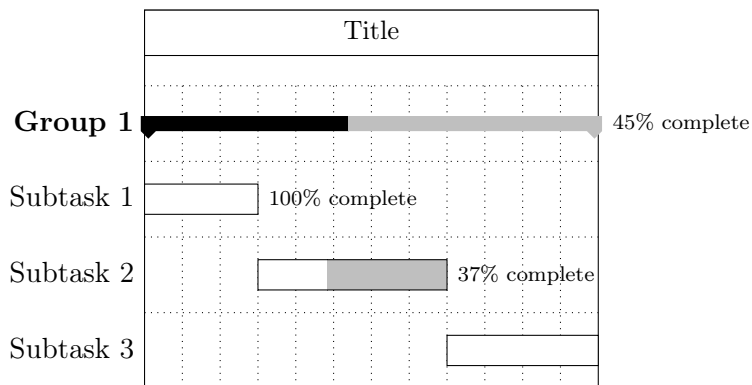 Title
Group 1 45% complete
Subtask 1 100% complete
Subtask 2 37% complete
Subtask 3